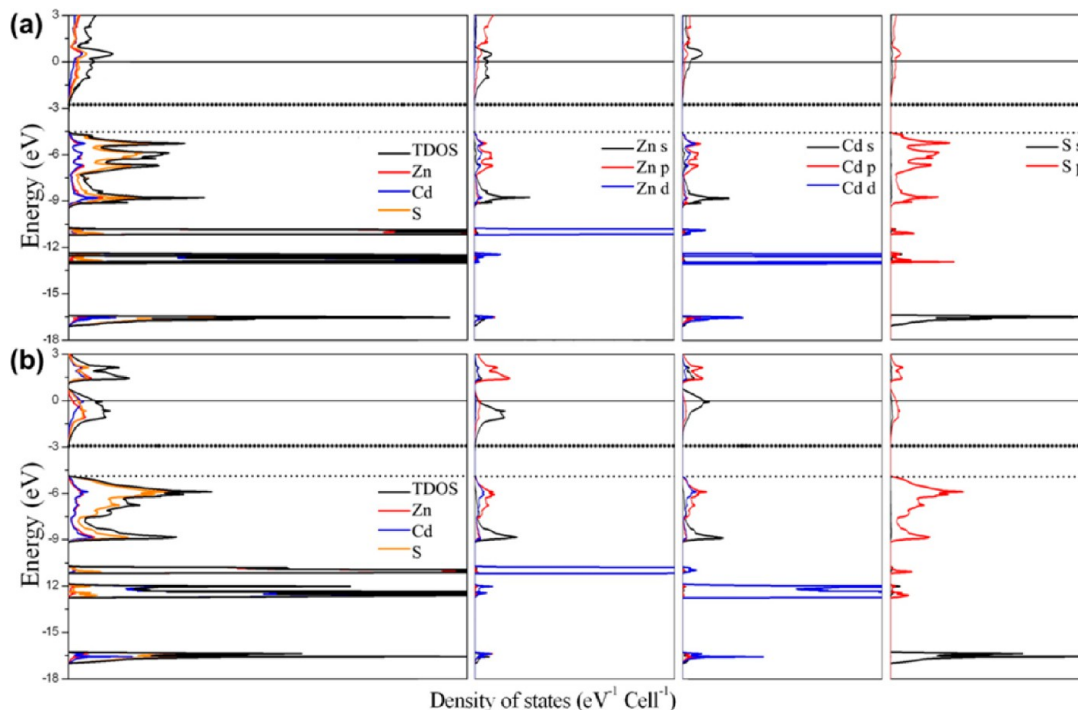 (a)
3
0
-3
-6
-9
-12
-15
-18
Energy (eV)
TDOS
Zn
Cd
S
Zn s
Zn p
Zn d
Cd s
Cd p
Cd d
S s
S p
(b)
3
0
-3
-6
-9
-12
-15
-18
Energy (eV)
TDOS
Zn
Cd
S
Density of states (eV⁻¹ Cell⁻¹)